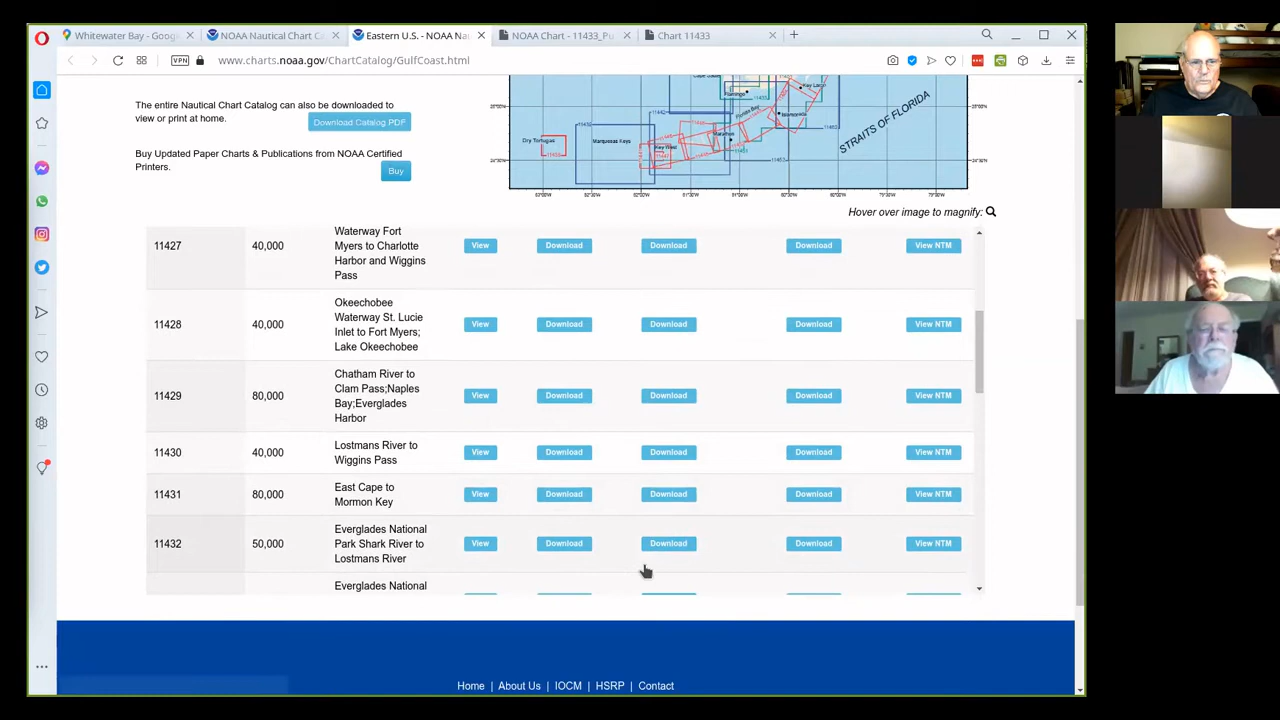 Whitewater Bay - Goog
NOAA Nautical Chart C
Eastern U.S. - NOAA Na
NOAA Chart - 11433_Pu
Chart 11433
VPN
www.charts.noaa.gov/ChartCatalog/GulfCoast.html
The entire Nautical Chart Catalog can also be downloaded to
view or print at home.
Download Catalog PDF
Buy Updated Paper Charts & Publications from NOAA Certified
Printers.
Buy
Flamingo
Key Largo
Florida Bay
Islamorada
Dry Tortugas
Marquesas Keys
Key West
Marathon
STRAITS OF FLORIDA
Hover over image to magnify:
11427 40,000 Waterway Fort
Myers to Charlotte
Harbor and Wiggins
Pass
View Download Download Download View NTM
11428 40,000 Okeechobee
Waterway St. Lucie
Inlet to Fort Myers;
Lake Okeechobee
View Download Download Download View NTM
11429 80,000 Chatham River to
Clam Pass;Naples
Bay;Everglades
Harbor
View Download Download Download View NTM
11430 40,000 Lostmans River to
Wiggins Pass
View Download Download Download View NTM
11431 80,000 East Cape to
Mormon Key
View Download Download Download View NTM
11432 50,000 Everglades National
Park Shark River to
Lostmans River
View Download Download Download View NTM
Everglades National
Home | About Us | IOCM | HSRP | Contact